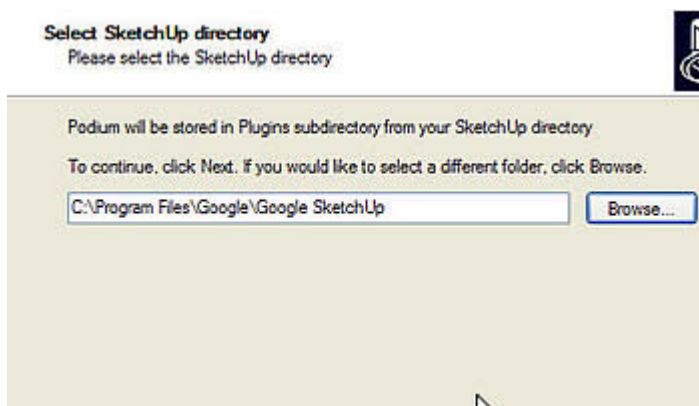 Select SketchUp directory
Please select the SketchUp directory
Podium will be stored in Plugins subdirectory from your SketchUp directory
To continue, click Next. If you would like to select a different folder, click Browse.
C:\Program Files\Google\Google SketchUp
Browse...